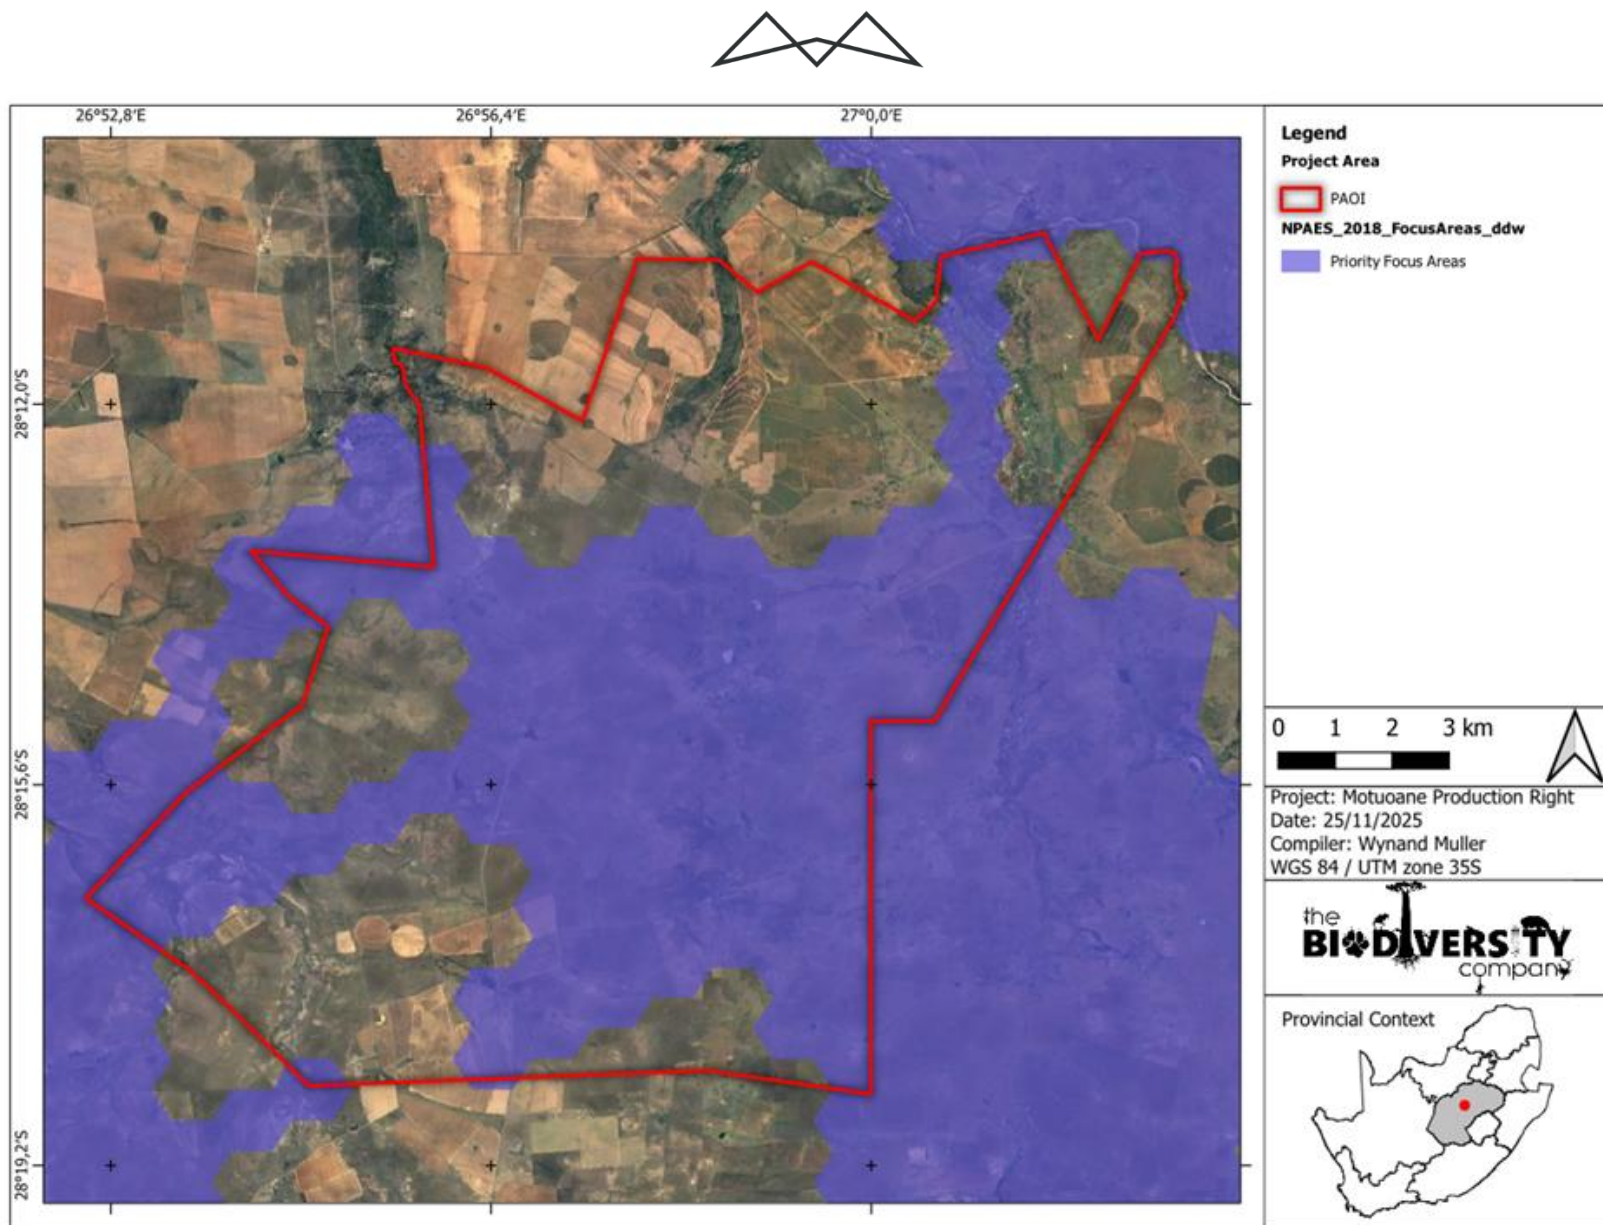 26°52,8'E
26°56,4'E
27°0,0'E
28°12,0'S
28°15,6'S
28°19,2'S
Legend
Project Area
PAOI
NPAES_2018_FocusAreas_ddw
Priority Focus Areas
0 1 2 3 km
Project: Motuoane Production Right
Date: 25/11/2025
Compiler: Wynand Muller
WGS 84 / UTM zone 35S
the
BIODIVERSITY
company
Provincial Context